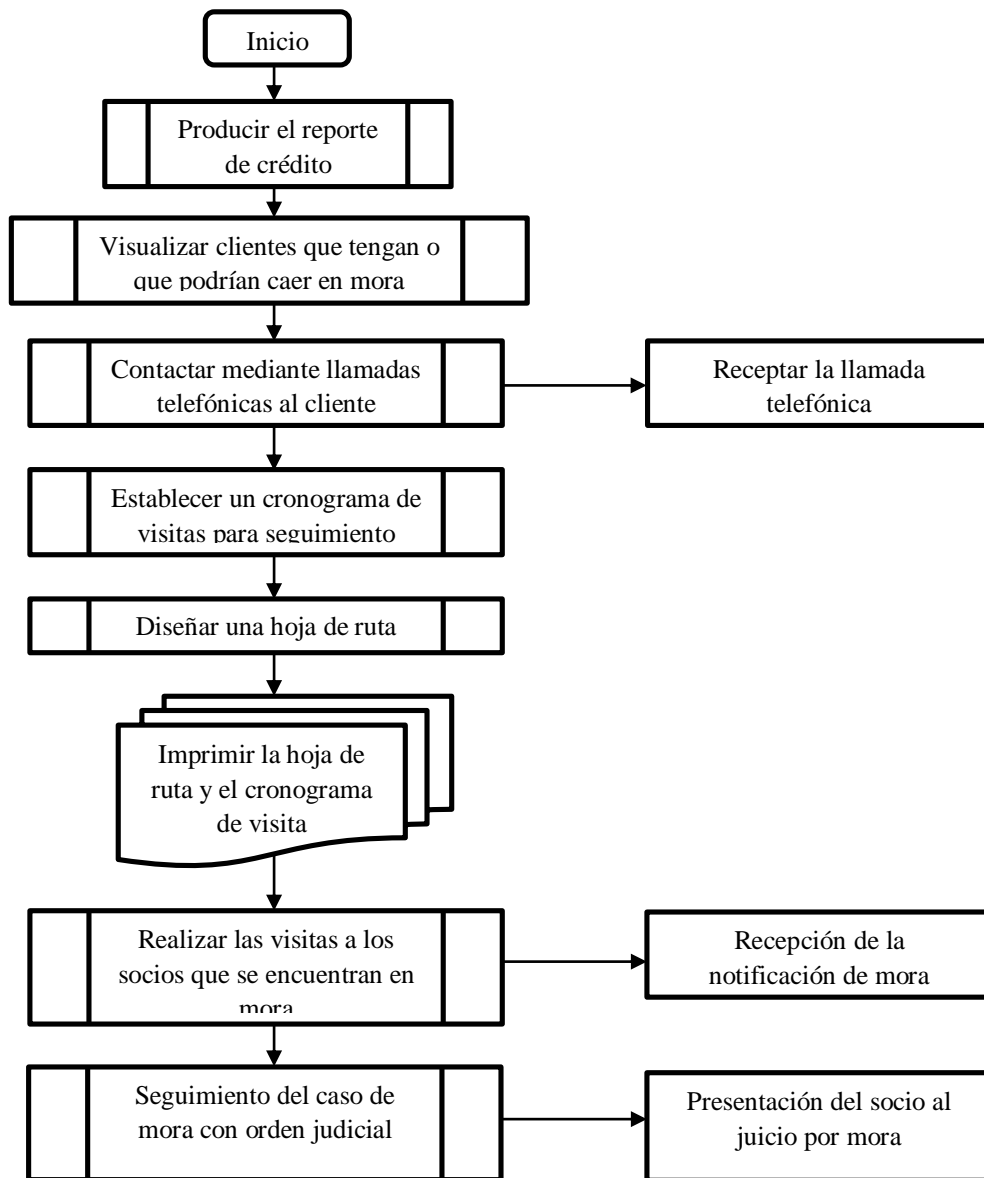 Inicio
Producir el reporte
de crédito
Visualizar clientes que tengan o
que podrían caer en mora
Contactar mediante llamadas
telefónicas al cliente
Receptar la llamada
telefónica
Establecer un cronograma de
visitas para seguimiento
Diseñar una hoja de ruta
Imprimir la hoja de
ruta y el cronograma
de visita
Realizar las visitas a los
socios que se encuentran en
mora
Recepción de la
notificación de mora
Seguimiento del caso de
mora con orden judicial
Presentación del socio al
juicio por mora